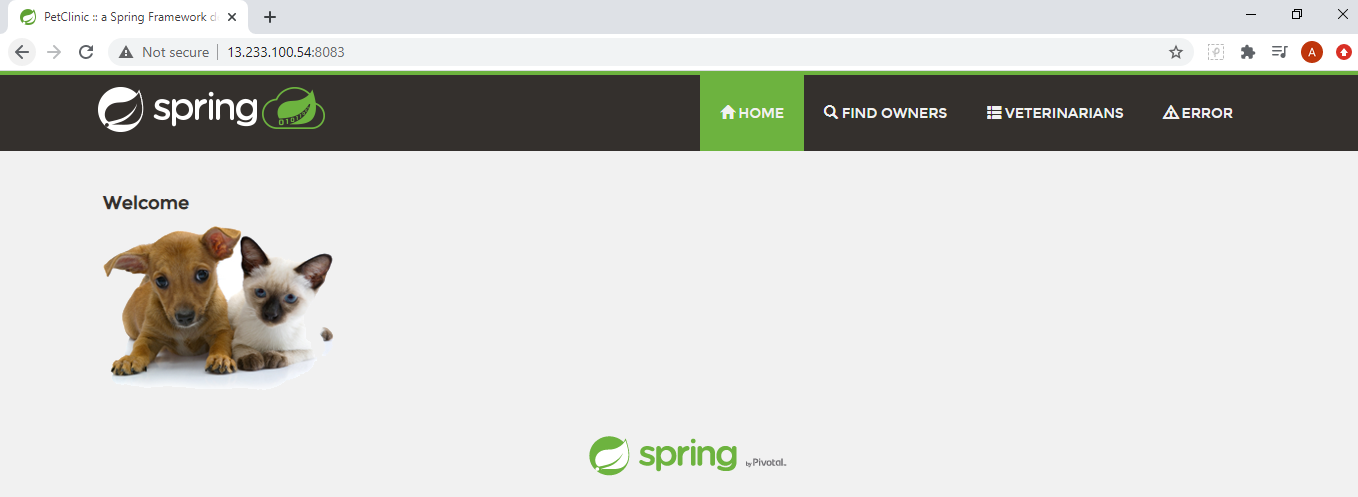 PetClinic :: a Spring Framework d
Not secure 13.233.100.54:8083
A
spring
HOME FIND OWNERS VETERINARIANS ERROR
Welcome
spring by Pivotal